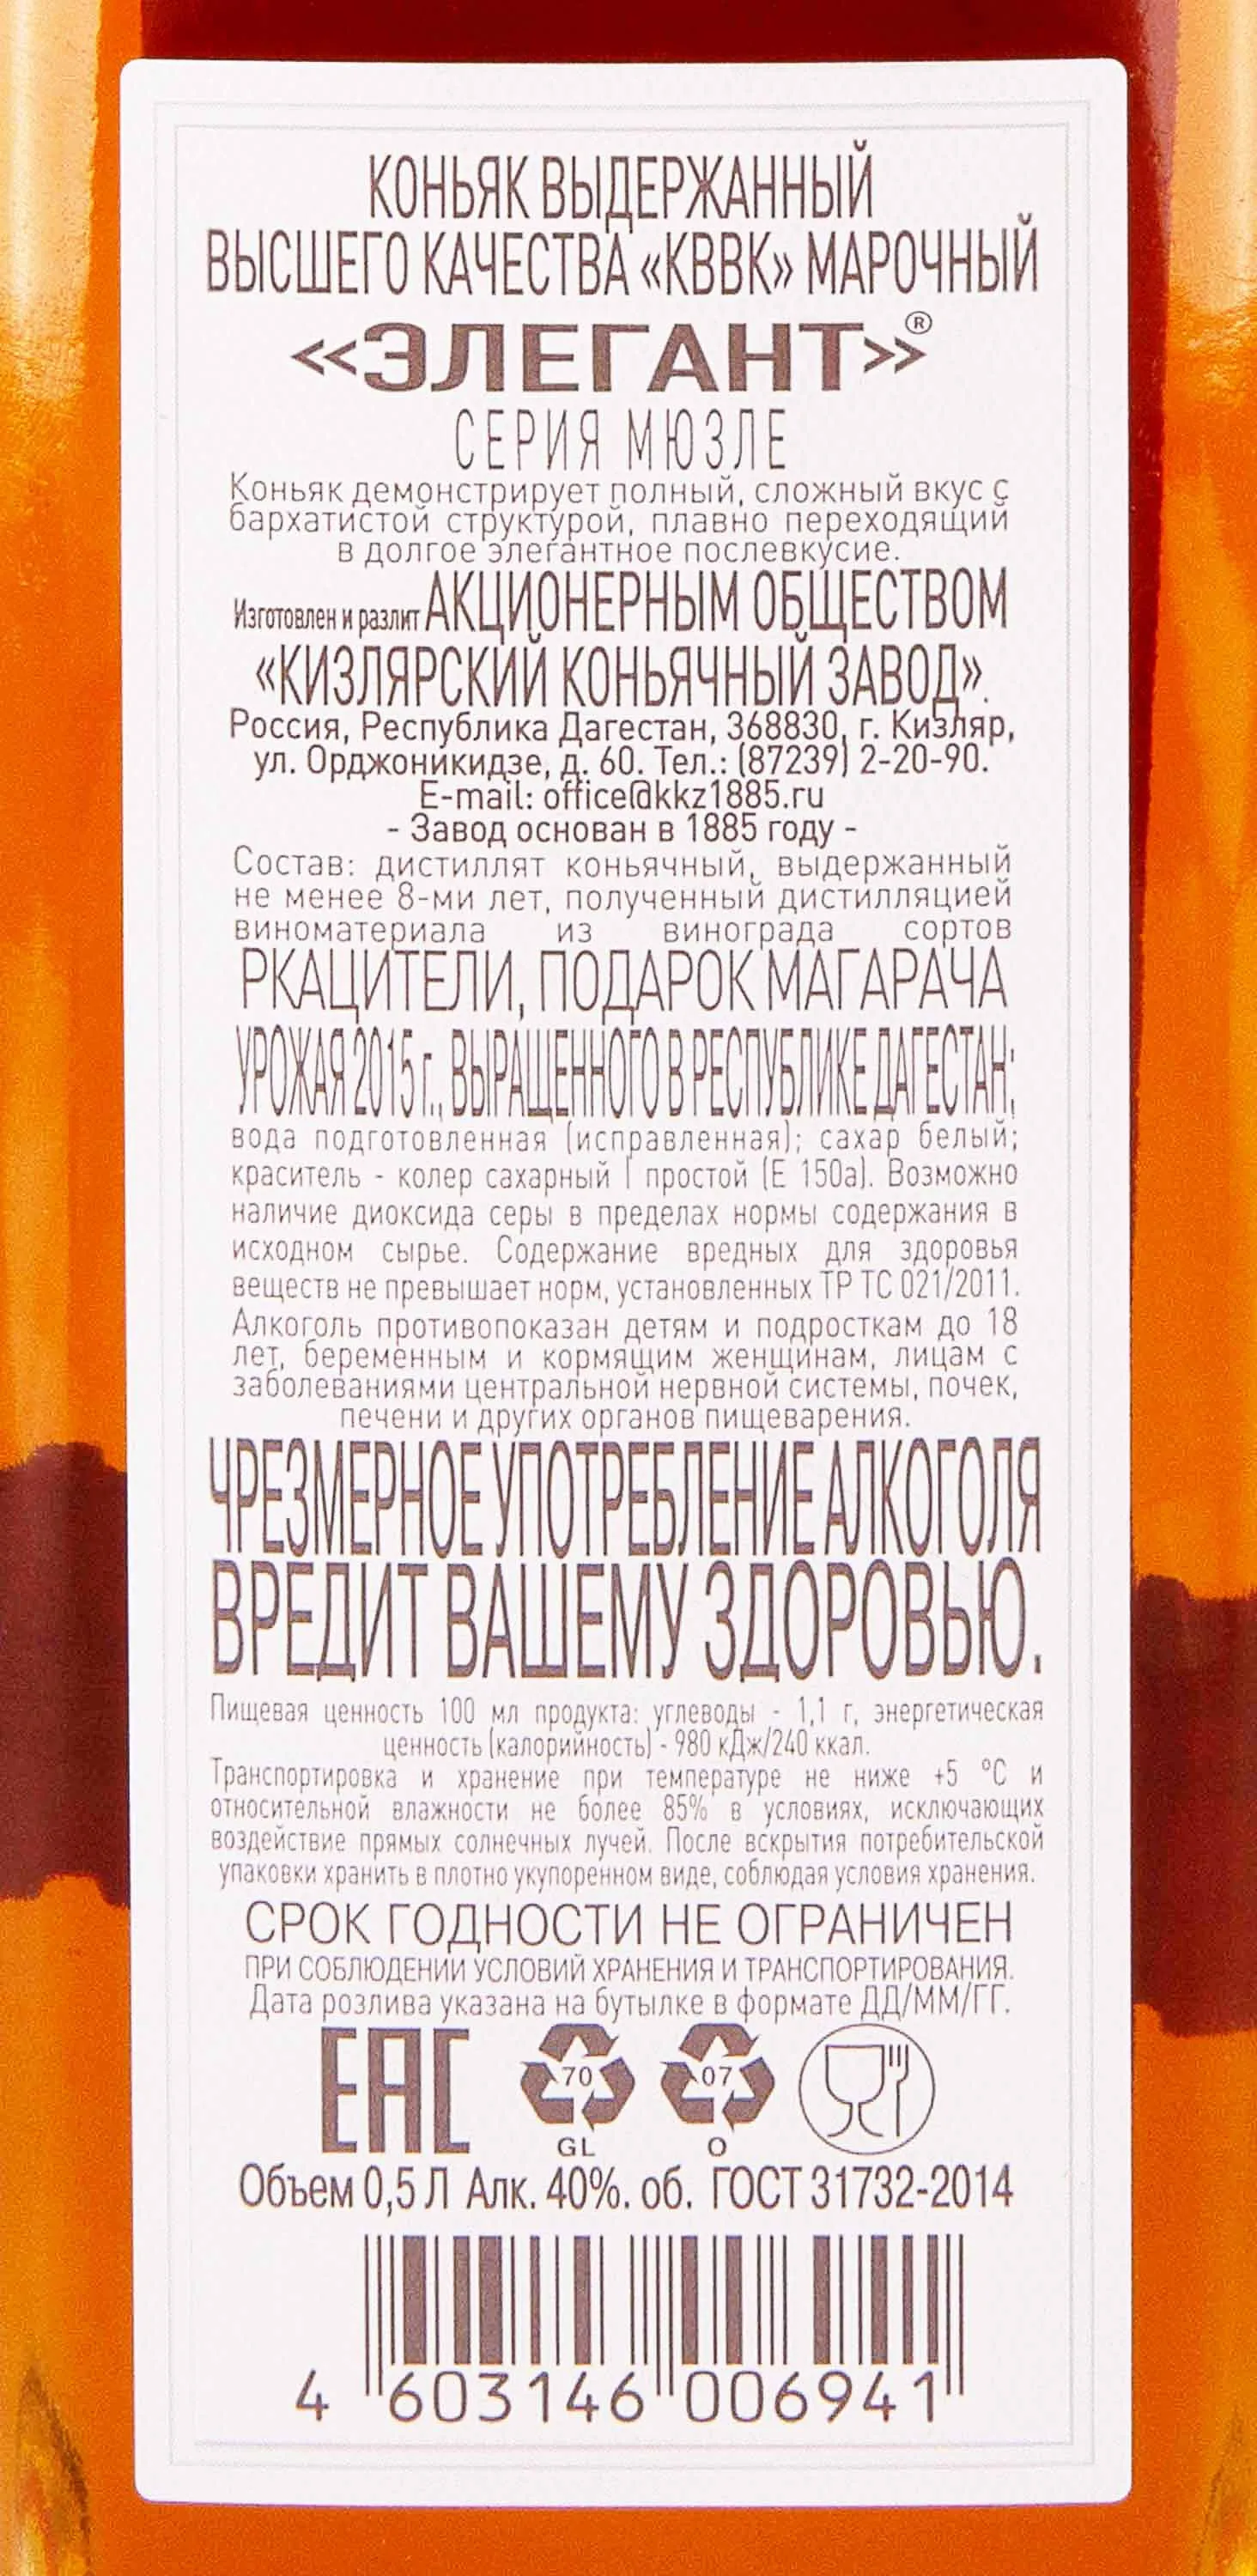 КОНЬЯК ВЫДЕРЖАННЫЙ
ВЫСШЕГО КАЧЕСТВА «КВВК» МАРОЧНЫЙ
«ЭЛЕГАНТ»®
СЕРИЯ МЮЗЛЕ
Коньяк демонстрирует полный, сложный вкус с
бархатистой структурой, плавно переходящий
в долгое элегантное послевкусие.
Изготовлен и разлит АКЦИОНЕРНЫМ ОБЩЕСТВОМ
«КИЗЛЯРСКИЙ КОНЬЯЧНЫЙ ЗАВОД».
Россия, Республика Дагестан, 368830, г. Кизляр,
ул. Орджоникидзе, д. 60. Тел.: (87239) 2-20-90.
E-mail: office@kkz1885.ru
- Завод основан в 1885 году -
Состав: дистиллят коньячный, выдержанный
не менее 8-ми лет, полученный дистилляцией
виноматериала из винограда сортов
РКАЦИТЕЛИ, ПОДАРОК МАГАРАЧА
УРОЖАЯ 2015 г., ВЫРАЩЕННОГО В РЕСПУБЛИКЕ ДАГЕСТАН;
вода подготовленная (исправленная); сахар белый;
краситель - колер сахарный I простой (Е 150а). Возможно
наличие диоксида серы в пределах нормы содержания в
исходном сырье. Содержание вредных для здоровья
веществ не превышает норм, установленных ТР ТС 021/2011.
Алкоголь противопоказан детям и подросткам до 18
лет, беременным и кормящим женщинам, лицам с
заболеваниями центральной нервной системы, почек,
печени и других органов пищеварения.
ЧРЕЗМЕРНОЕ УПОТРЕБЛЕНИЕ АЛКОГОЛЯ
ВРЕДИТ ВАШЕМУ ЗДОРОВЬЮ.
Пищевая ценность 100 мл продукта: углеводы - 1,1 г, энергетическая
ценность (калорийность) - 980 кДж/240 ккал.
Транспортировка и хранение при температуре не ниже +5 °С и
относительной влажности не более 85% в условиях, исключающих
воздействие прямых солнечных лучей. После вскрытия потребительской
упаковки хранить в плотно укупоренном виде, соблюдая условия хранения.
СРОК ГОДНОСТИ НЕ ОГРАНИЧЕН
ПРИ СОБЛЮДЕНИИ УСЛОВИЙ ХРАНЕНИЯ И ТРАНСПОРТИРОВАНИЯ.
Дата розлива указана на бутылке в формате ДД/ММ/ГГ.
EAC 70 07
GL O
Объем 0,5 Л Алк. 40%. об. ГОСТ 31732-2014
4 603146 006941